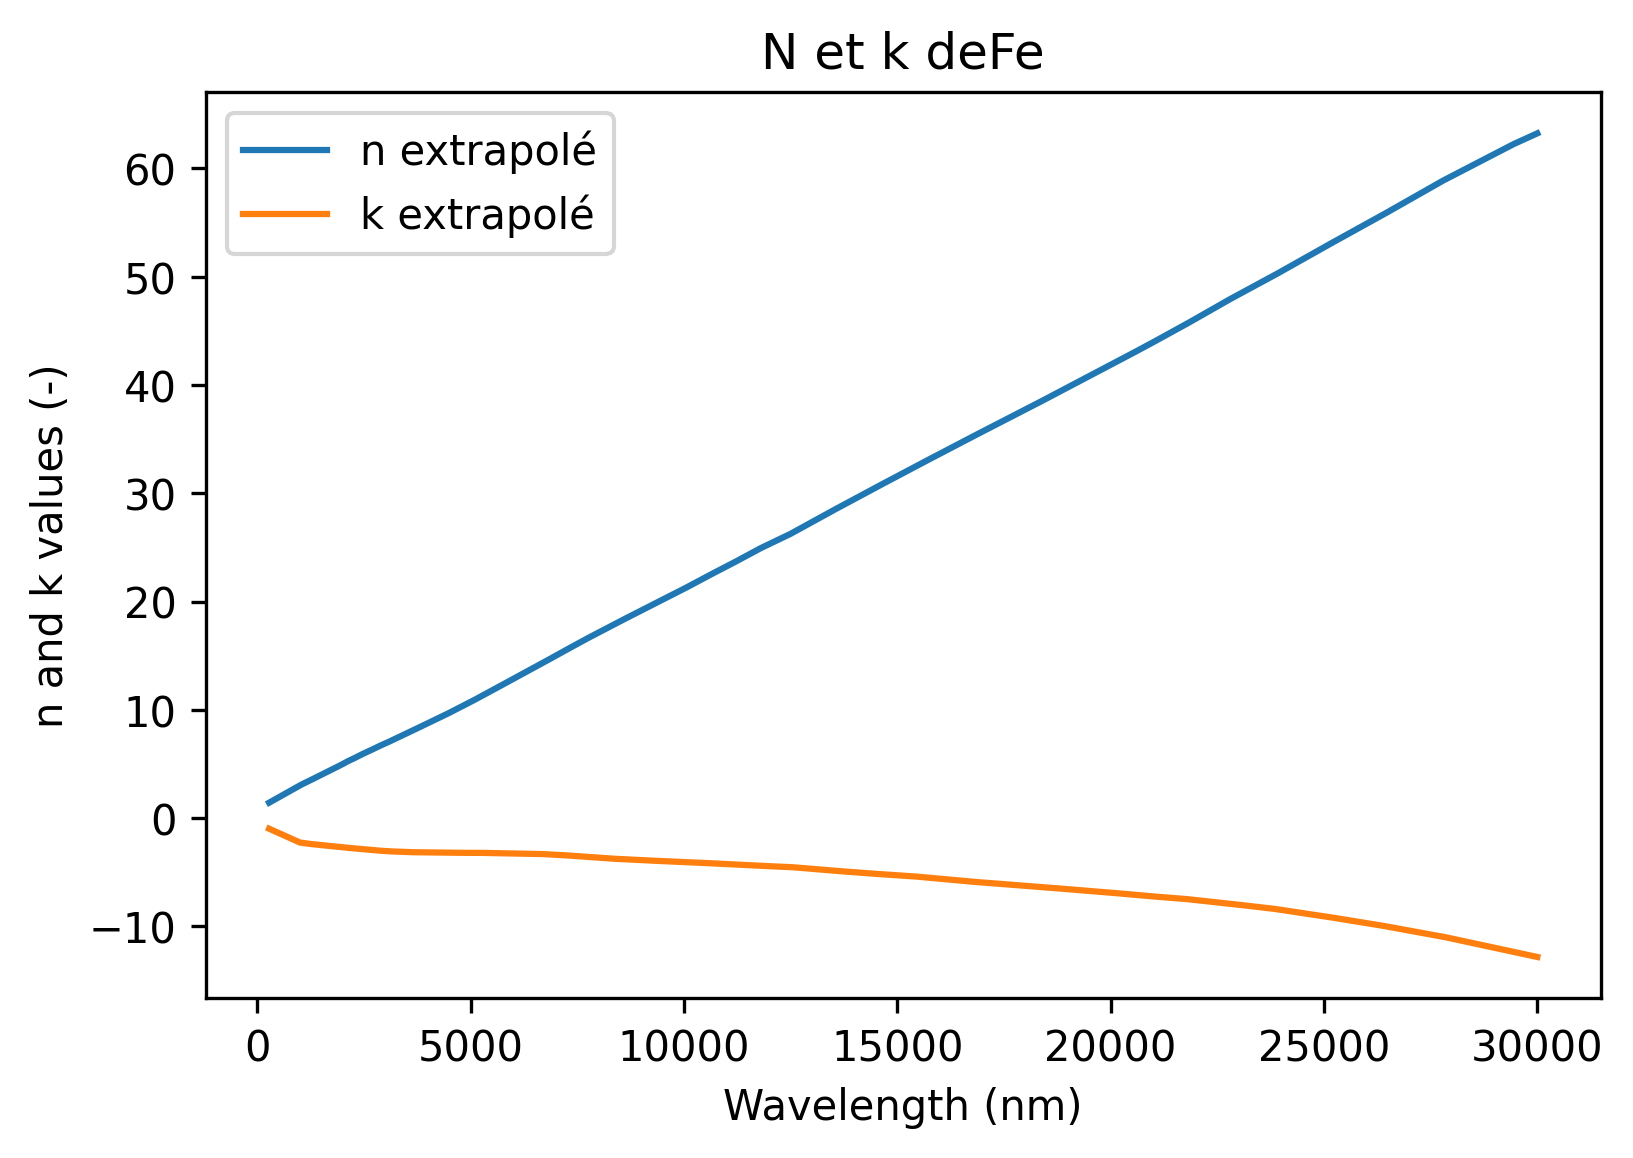 N et k deFe
n extrapolé
k extrapolé
60
50
40
30
20
10
0
−10
n and k values (-)
0 5000 10000 15000 20000 25000 30000
Wavelength (nm)